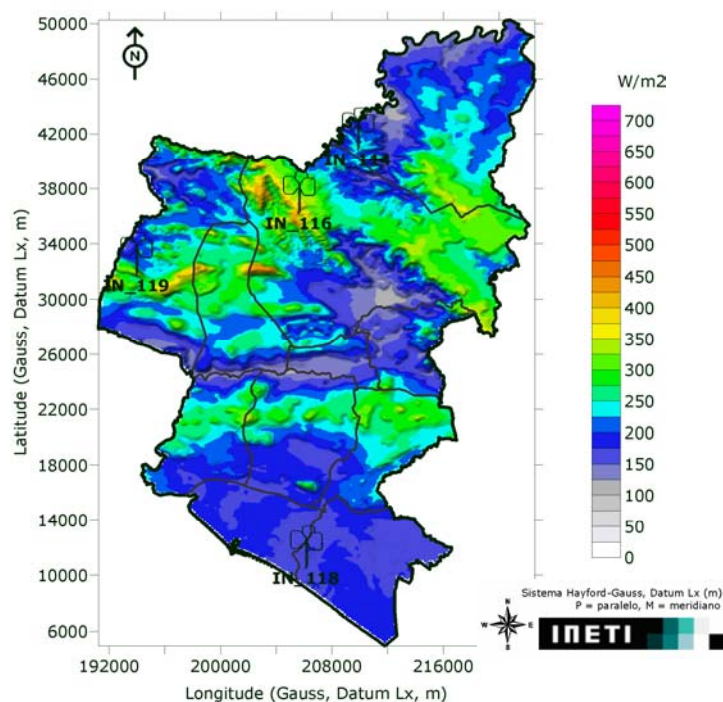 50000
46000
42000
38000
34000
30000
26000
22000
18000
14000
10000
6000
Latitude (Gauss, Datum Lx, m)
192000
200000
208000
216000
Longitude (Gauss, Datum Lx, m)
N
IN_114
IN_116
IN_119
IN_118
W/m2
700
650
600
550
500
450
400
350
300
250
200
150
100
50
0
Sistema Hayford-Gauss, Datum Lx (m)
P = paralelo, M = meridiano
N
W
E
S
INETI